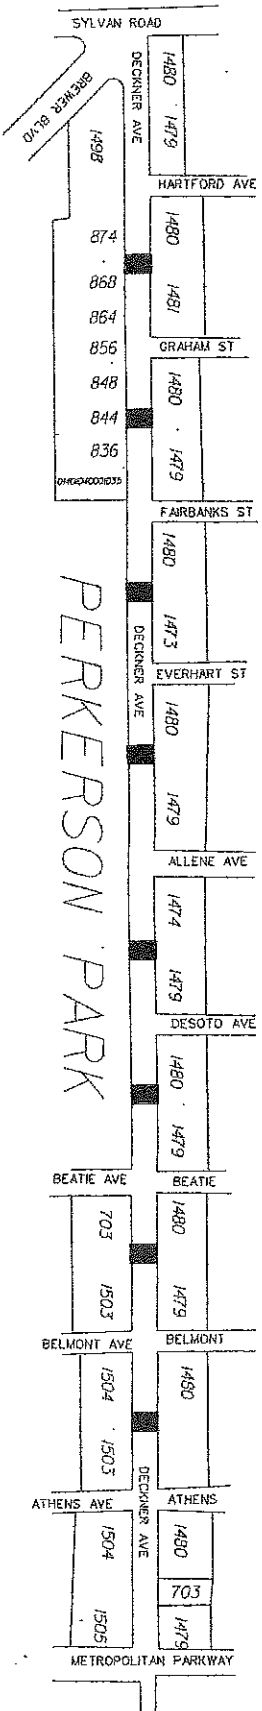 SYLVAN ROAD
DECKNER AVE
BREWER BLVD
1480
1479
1498
HARTFORD AVE
874
1480
868
1481
864
GRAHAM ST
856
848
1480
844
836
1479
FAIRBANKS ST
1480
PERKERSON PARK
DECKNER AVE
1473
EVERHART ST
1480
1479
ALLENE AVE
1474
1479
DESOTO AVE
1480
1479
BEATIE AVE
BEATIE
703
1480
1503
1479
BELMONT AVE
BELMONT
1504
1480
1503
DECKNER AVE
ATHENS AVE
ATHENS
1504
1480
703
1505
1479
METROPOLITAN PARKWAY